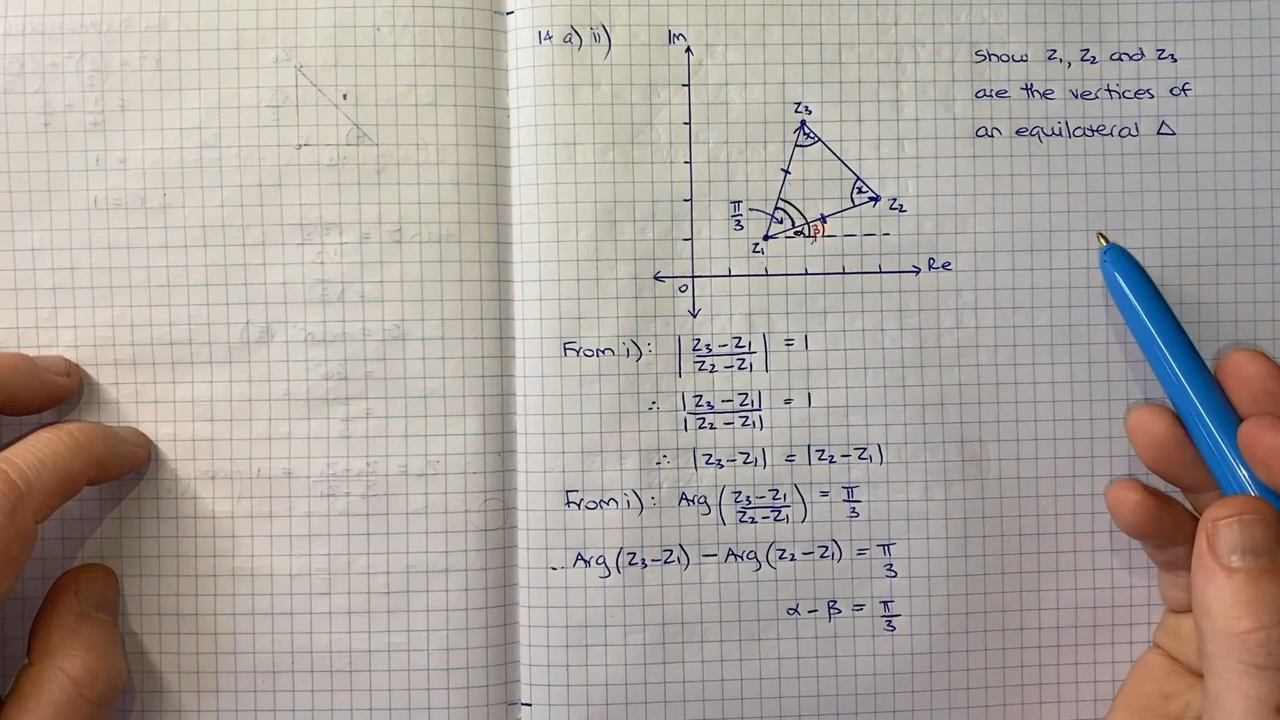 14 a) ii)
Im
Show z₁, z₂ and z₃
are the vertices of
an equilateral Δ
z₃
x
x
z₂
π/3
α
β
z₁
Re
0
From i): |(z₃-z₁)/(z₂-z₁)| = 1
∴ |z₃-z₁|/|z₂-z₁| = 1
∴ |z₃-z₁| = |z₂-z₁|
From i): Arg((z₃-z₁)/(z₂-z₁)) = π/3
∴ Arg(z₃-z₁) - Arg(z₂-z₁) = π/3
α - β = π/3